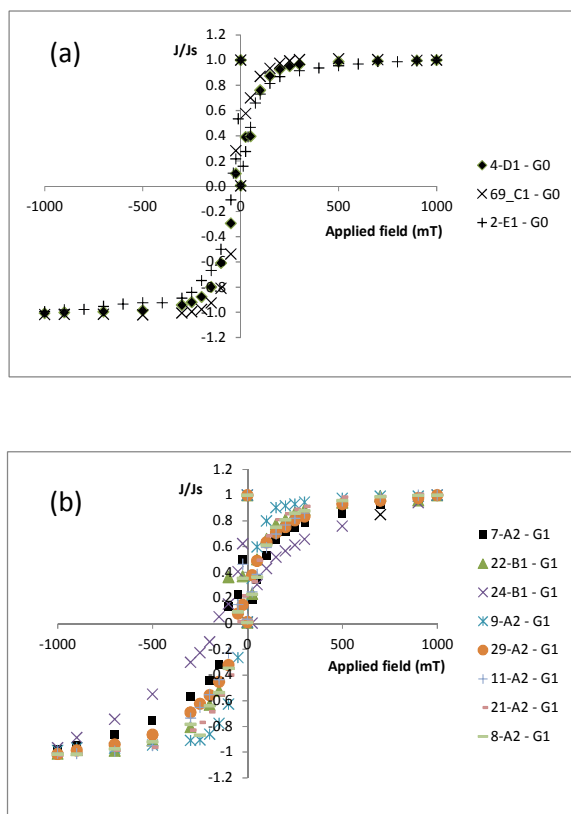 (a)
J/Js
1.2
1.0
0.8
0.6
0.4
0.2
0.0
-1000 -500 0 500 1000
Applied field (mT)
-0.2
-0.4
-0.6
-0.8
-1.0
-1.2
4-D1 - G0
69_C1 - G0
2-E1 - G0
(b)
J/Js
1.2
1
0.8
0.6
0.4
0.2
0
-1000 -500 0 500 1000
Applied field (mT)
-0.2
-0.4
-0.6
-0.8
-1
-1.2
7-A2 - G1
22-B1 - G1
24-B1 - G1
9-A2 - G1
29-A2 - G1
11-A2 - G1
21-A2 - G1
8-A2 - G1